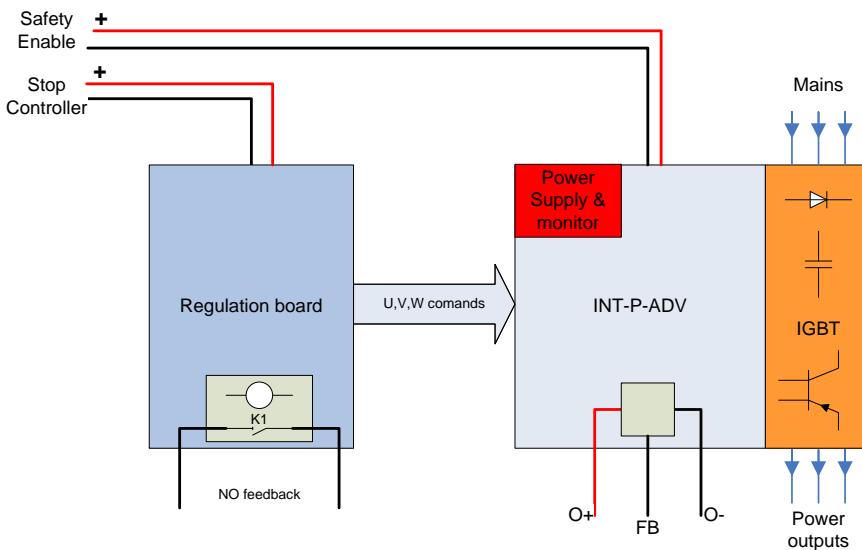 Safety
Enable
+
Stop
Controller
+
Mains
Power
Supply &
monitor
Regulation board
U,V,W comands
INT-P-ADV
IGBT
K1
NO feedback
O+
FB
O-
Power
outputs